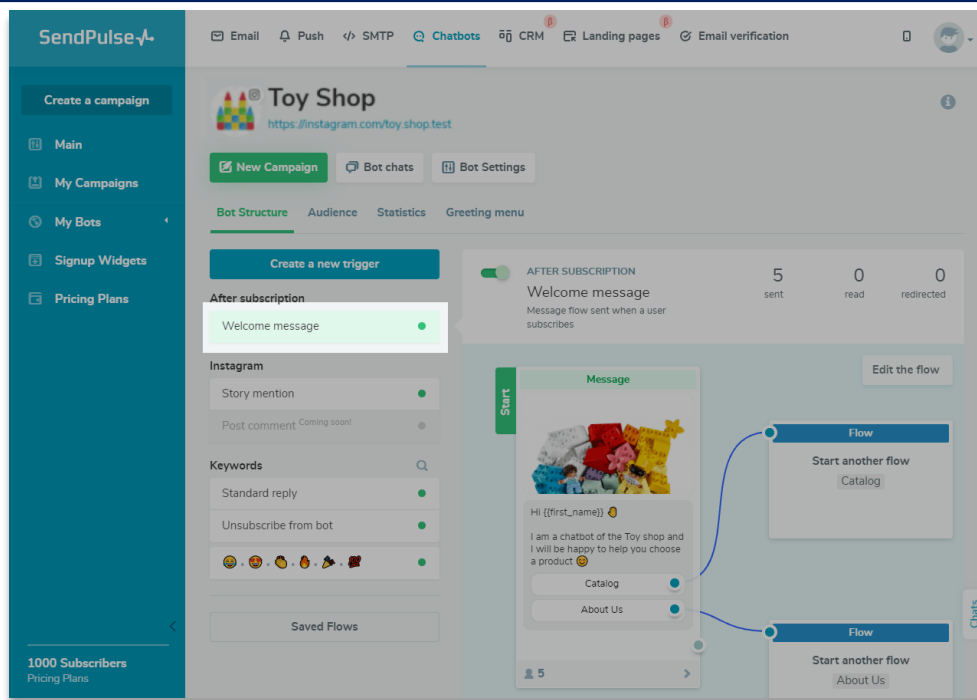 SendPulse
Email
Push
SMTP
Chatbots
β
CRM
Landing pages
β
Email verification
Create a campaign
Main
My Campaigns
My Bots
Signup Widgets
Pricing Plans
1000 Subscribers
Pricing Plans
Toy Shop
https://instagram.com/toy.shop.test
New Campaign
Bot chats
Bot Settings
Bot Structure
Audience
Statistics
Greeting menu
Create a new trigger
After subscription
Welcome message
Instagram
Story mention
Post comment Coming soon!
Keywords
Standard reply
Unsubscribe from bot
😂 , 😍 , 👏 , 🔥 , 🎉 , 💯
Saved Flows
AFTER SUBSCRIPTION
Welcome message
Message flow sent when a user
subscribes
5
sent
0
read
0
redirected
Edit the flow
Start
Message
Hi {{first_name}} 🤚
I am a chatbot of the Toy shop and
I will be happy to help you choose
a product 😊
Catalog
About Us
5
Flow
Start another flow
Catalog
Flow
Start another flow
About Us
Chats